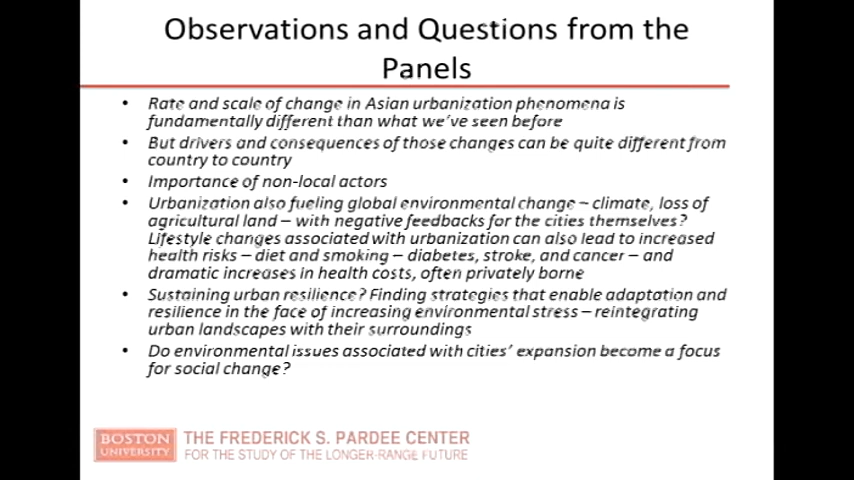 Observations and Questions from the
Panels
• Rate and scale of change in Asian urbanization phenomena is
fundamentally different than what we've seen before
• But drivers and consequences of those changes can be quite different from
country to country
• Importance of non-local actors
• Urbanization also fueling global environmental change – climate, loss of
agricultural land – with negative feedbacks for the cities themselves?
Lifestyle changes associated with urbanization can also lead to increased
health risks – diet and smoking – diabetes, stroke, and cancer – and
dramatic increases in health costs, often privately borne
• Sustaining urban resilience? Finding strategies that enable adaptation and
resilience in the face of increasing environmental stress – reintegrating
urban landscapes with their surroundings
• Do environmental issues associated with cities' expansion become a focus
for social change?
BOSTON
UNIVERSITY
THE FREDERICK S. PARDEE CENTER
FOR THE STUDY OF THE LONGER-RANGE FUTURE